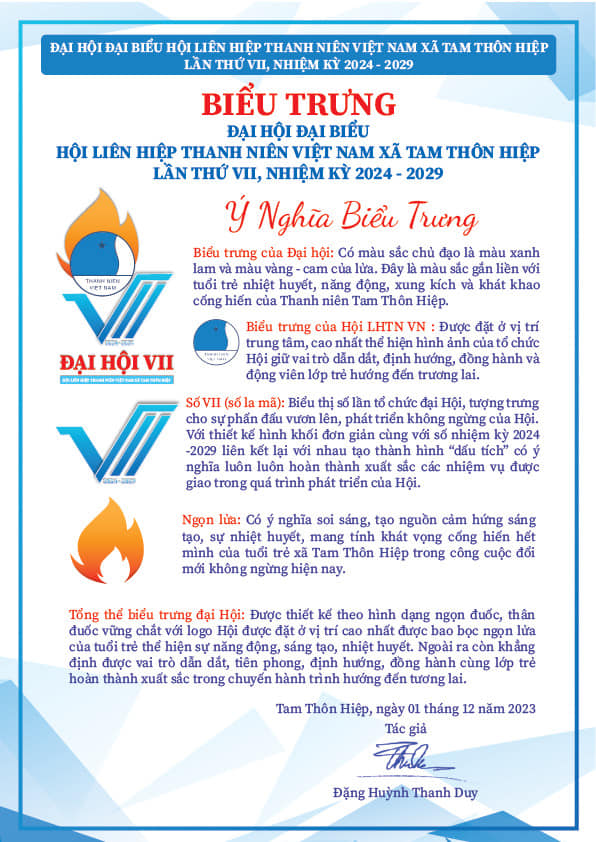 ĐẠI HỘI ĐẠI BIỂU HỘI LIÊN HIỆP THANH NIÊN VIỆT NAM XÃ TAM THÔN HIỆP
LẦN THỨ VII, NHIỆM KỲ 2024 - 2029
BIỂU TRƯNG
ĐẠI HỘI ĐẠI BIỂU
HỘI LIÊN HIỆP THANH NIÊN VIỆT NAM XÃ TAM THÔN HIỆP
LẦN THỨ VII, NHIỆM KỲ 2024 - 2029
Ý Nghĩa Biểu Trưng
THANH NIÊN
VIỆT NAM
2024 - 2029
ĐẠI HỘI VII
HỘI LIÊN HIỆP THANH NIÊN VIỆT NAM XÃ TAM THÔN HIỆP
Biểu trưng của Đại hội: Có màu sắc chủ đạo là màu xanh
lam và màu vàng - cam của lửa. Đây là màu sắc gắn liền với
tuổi trẻ nhiệt huyết, năng động, xung kích và khát khao
cống hiến của Thanh niên Tam Thôn Hiệp.
THANH NIÊN
VIỆT NAM
Biểu trưng của Hội LHTN VN : Được đặt ở vị trí
trung tâm, cao nhất thể hiện hình ảnh của tổ chức
Hội giữ vai trò dẫn dắt, định hướng, đồng hành và
động viên lớp trẻ hướng đến trương lai.
2024 - 2029
Số VII (số la mã): Biểu thị số lần tổ chức đại Hội, tượng trưng
cho sự phấn đấu vươn lên, phát triển không ngừng của Hội.
Với thiết kế hình khối đơn giản cùng với số nhiệm kỳ 2024
-2029 liên kết lại với nhau tạo thành hình “dấu tích” có ý
nghĩa luôn luôn hoàn thành xuất sắc các nhiệm vụ được
giao trong quá trình phát triển của Hội.
Ngọn lửa: Có ý nghĩa soi sáng, tạo nguồn cảm hứng sáng
tạo, sự nhiệt huyết, mang tính khát vọng cống hiến hết
mình của tuổi trẻ xã Tam Thôn Hiệp trong công cuộc đổi
mới không ngừng hiện nay.
Tổng thể biểu trưng đại Hội: Được thiết kế theo hình dạng ngọn đuốc, thân
đuốc vững chắt với logo Hội được đặt ở vị trí cao nhất được bao bọc ngọn lửa
của tuổi trẻ thể hiện sự năng động, sáng tạo, nhiệt huyết. Ngoài ra còn khẳng
định được vai trò dẫn dắt, tiên phong, định hướng, đồng hành cùng lớp trẻ
hoàn thành xuất sắc trong chuyến hành trình hướng đến tương lai.
Tam Thôn Hiệp, ngày 01 tháng 12 năm 2023
Tác giả
Đặng Huỳnh Thanh Duy